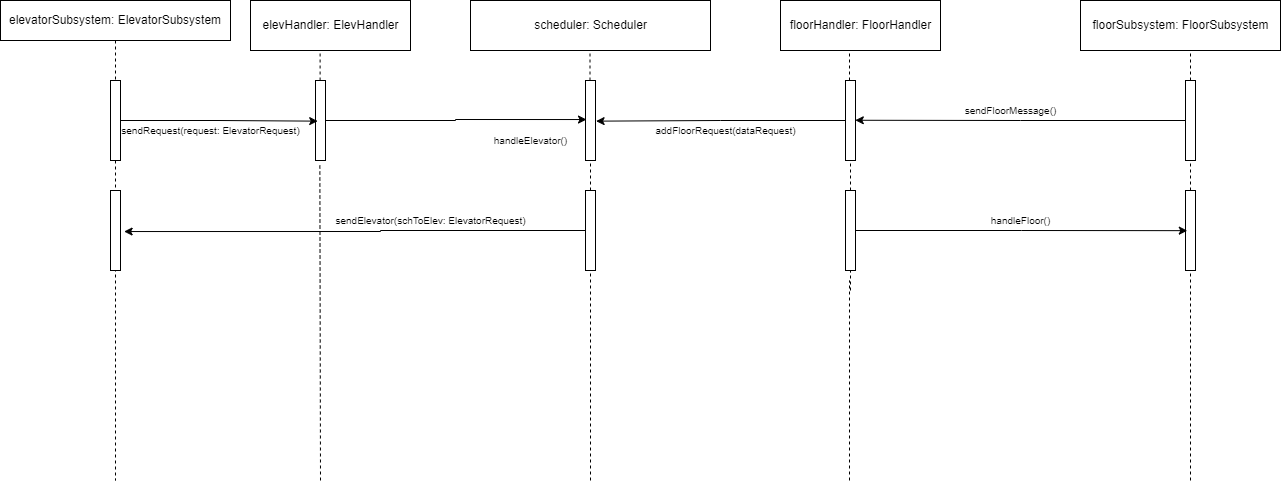 elevatorSubsystem: ElevatorSubsystem
elevHandler: ElevHandler
scheduler: Scheduler
floorHandler: FloorHandler
floorSubsystem: FloorSubsystem
sendFloorMessage()
sendRequest(request: ElevatorRequest)
addFloorRequest(dataRequest)
handleElevator()
sendElevator(schToElev: ElevatorRequest)
handleFloor()